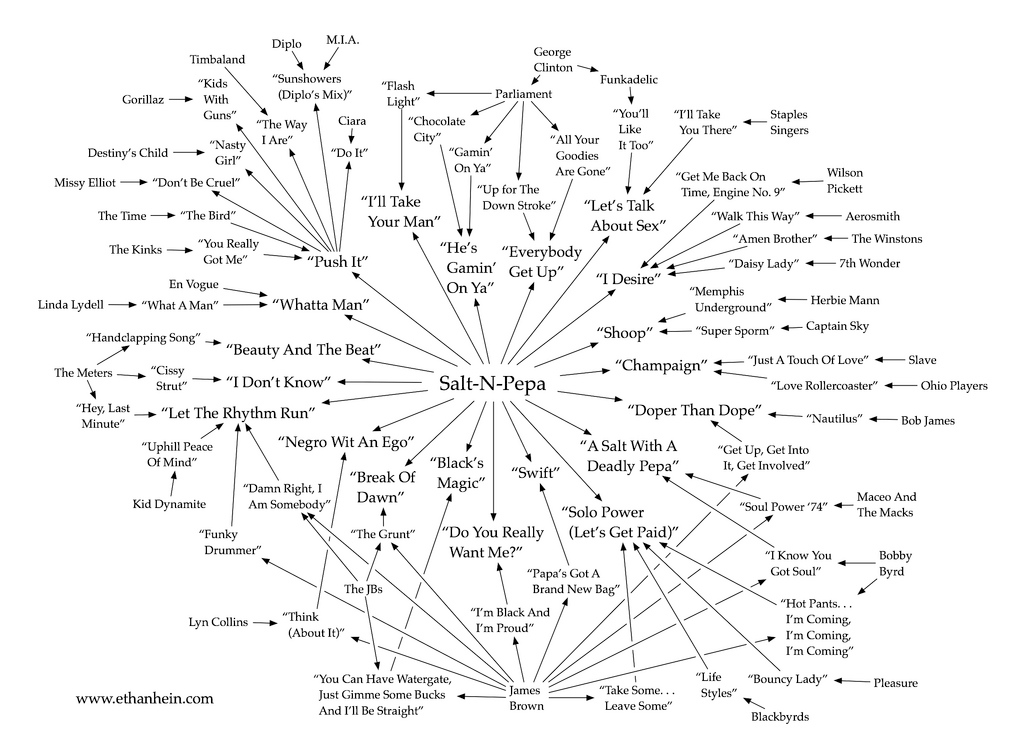 Diplo
M.I.A.
Timbaland
"Sunshowers
(Diplo's Mix)"
"Kids
With
Guns"
Gorillaz
"The Way
I Are"
Ciara
"Do It"
Destiny's Child
"Nasty
Girl"
Missy Elliot
"Don't Be Cruel"
The Time
"The Bird"
The Kinks
"You Really
Got Me"
"Push It"
George
Clinton
Funkadelic
"Flash
Light"
Parliament
"Chocolate
City"
"Gamin'
On Ya"
"Up for The
Down Stroke"
"All Your
Goodies
Are Gone"
"You'll
Like
It Too"
"I'll Take
You There"
Staples
Singers
"I'll Take
Your Man"
"He's
Gamin'
On Ya"
"Everybody
Get Up"
"Let's Talk
About Sex"
"Get Me Back On
Time, Engine No. 9"
Wilson
Pickett
"Walk This Way"
Aerosmith
"Amen Brother"
The Winstons
"Daisy Lady"
7th Wonder
"I Desire"
En Vogue
Linda Lydell
"What A Man"
"Whatta Man"
"Memphis
Underground"
Herbie Mann
"Shoop"
"Super Sporm"
Captain Sky
"Handclapping Song"
"Beauty And The Beat"
The Meters
"Cissy
Strut"
"I Don't Know"
Salt-N-Pepa
"Champaign"
"Just A Touch Of Love"
Slave
"Love Rollercoaster"
Ohio Players
"Hey, Last
Minute"
"Let The Rhythm Run"
"Doper Than Dope"
"Nautilus"
Bob James
"Uphill Peace
Of Mind"
Kid Dynamite
"Negro Wit An Ego"
"Break Of
Dawn"
"Black's
Magic"
"Swift"
"A Salt With A
Deadly Pepa"
"Get Up, Get Into
It, Get Involved"
"Damn Right, I
Am Somebody"
"Funky
Drummer"
"The Grunt"
"Do You Really
Want Me?"
"Solo Power
(Let's Get Paid)"
"Soul Power '74"
Maceo And
The Macks
"I Know You
Got Soul"
Bobby
Byrd
The JBs
"Papa's Got A
Brand New Bag"
"Hot Pants. . .
I'm Coming,
I'm Coming,
I'm Coming"
Lyn Collins
"Think
(About It)"
"I'm Black And
I'm Proud"
"You Can Have Watergate,
Just Gimme Some Bucks
And I'll Be Straight"
James
Brown
"Take Some. . .
Leave Some"
"Life
Styles"
"Bouncy Lady"
Pleasure
Blackbyrds
www.ethanhein.com